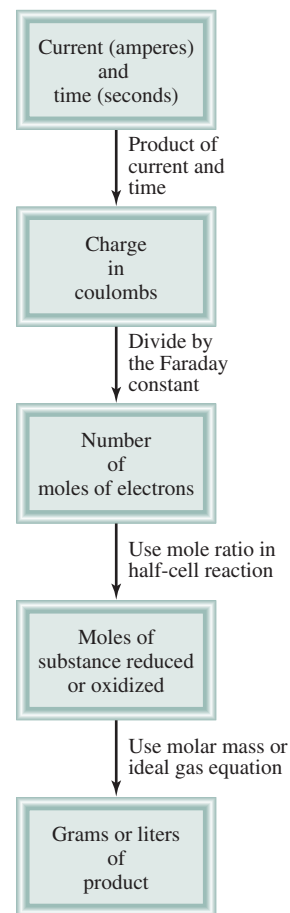 Current (amperes)
and
time (seconds)
Product of
current and
time
Charge
in
coulombs
Divide by
the Faraday
constant
Number
of
moles of electrons
Use mole ratio in
half-cell reaction
Moles of
substance reduced
or oxidized
Use molar mass or
ideal gas equation
Grams or liters
of
product